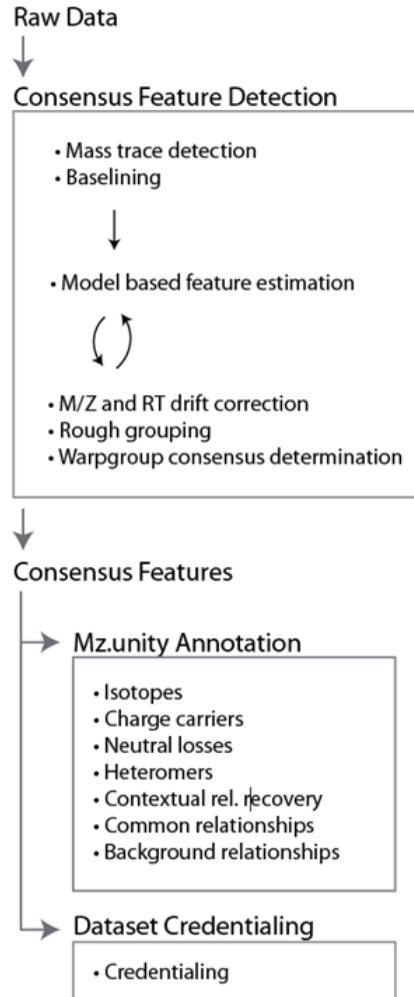 Raw Data
Consensus Feature Detection
• Mass trace detection
• Baselining
• Model based feature estimation
• M/Z and RT drift correction
• Rough grouping
• Warpgroup consensus determination
Consensus Features
Mz.unity Annotation
• Isotopes
• Charge carriers
• Neutral losses
• Heteromers
• Contextual rel. recovery
• Common relationships
• Background relationships
Dataset Credentialing
• Credentialing